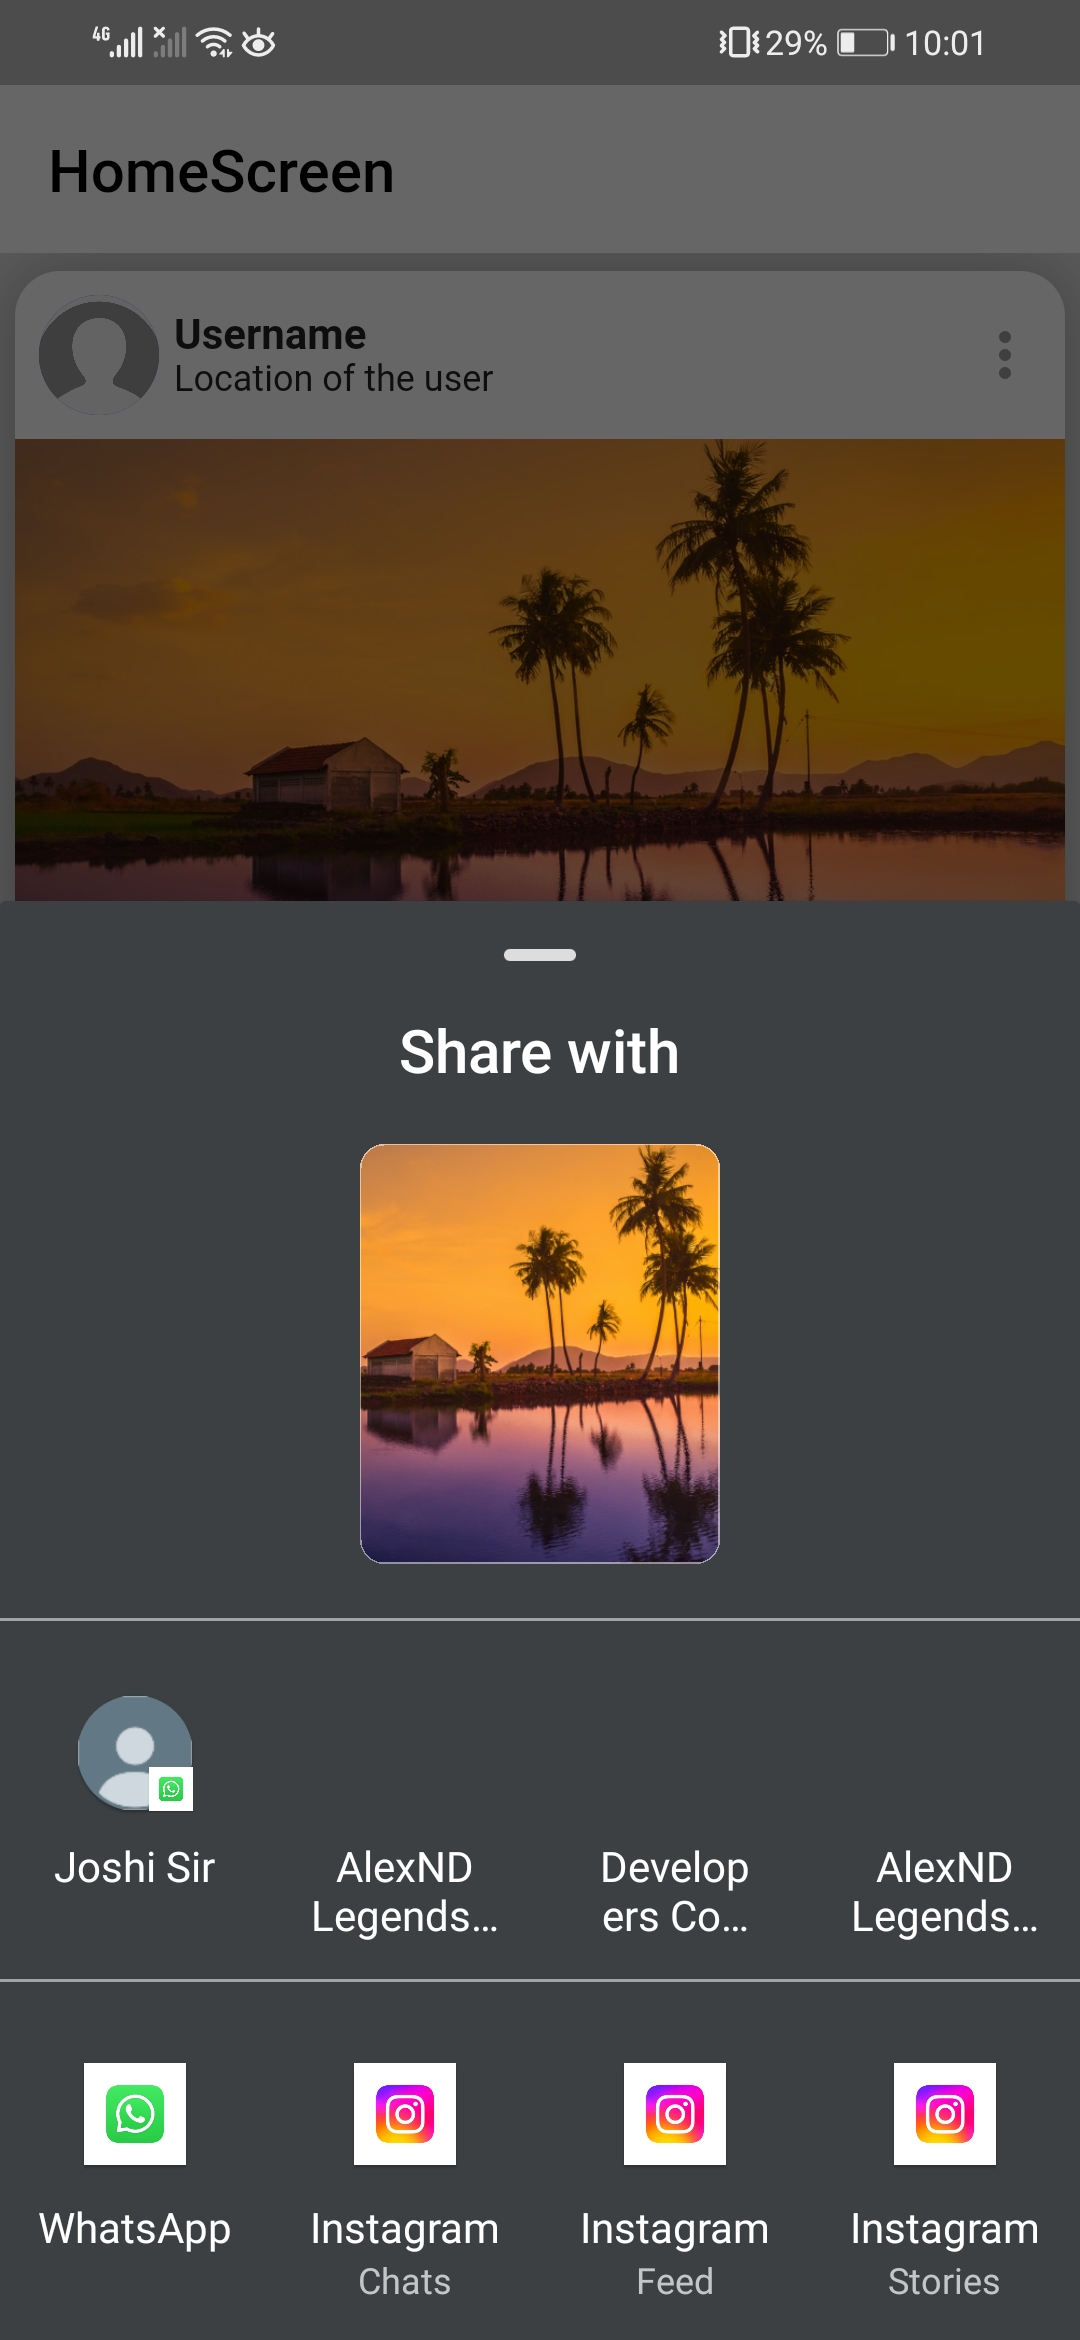 4G 29% 10:01
HomeScreen
Username
Location of the user
Share with
Joshi Sir
AlexND
Legends...
Develop
ers Co...
AlexND
Legends...
WhatsApp
Instagram
Chats
Instagram
Feed
Instagram
Stories